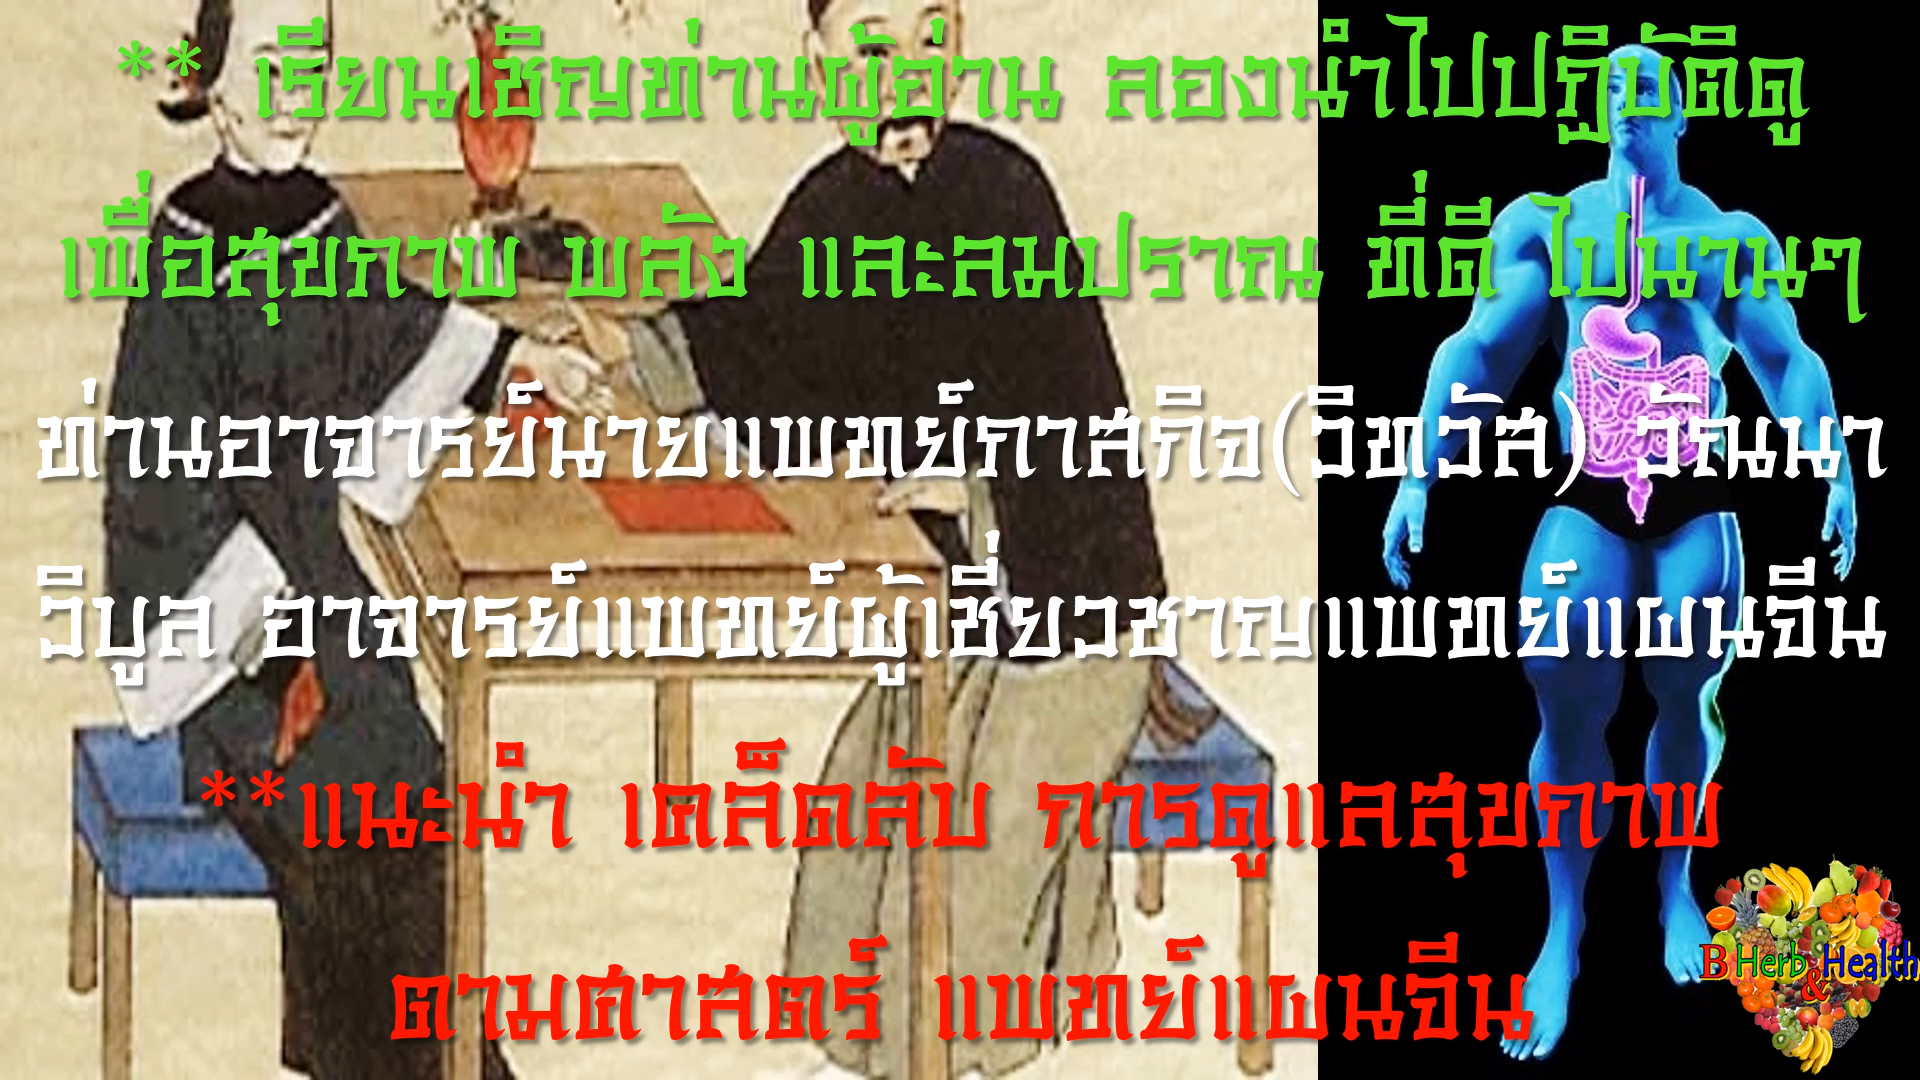 ** เรียนเชิญท่านผู้อ่าน ลองนำไปปฏิบัติดู
เพื่อสุขภาพ พลัง และลมปราณ ที่ดี ไปนานๆ
ท่านอาจารย์นายแพทย์ภาสกิจ(วิทวัส) วัณนา
วิบูล อาจารย์แพทย์ผู้เชี่ยวชาญแพทย์แผนจีน
**แนะนำ เคล็ดลับ การดูแลสุขภาพ
ตามศาสตร์ แพทย์แผนจีน
B Herb & Health